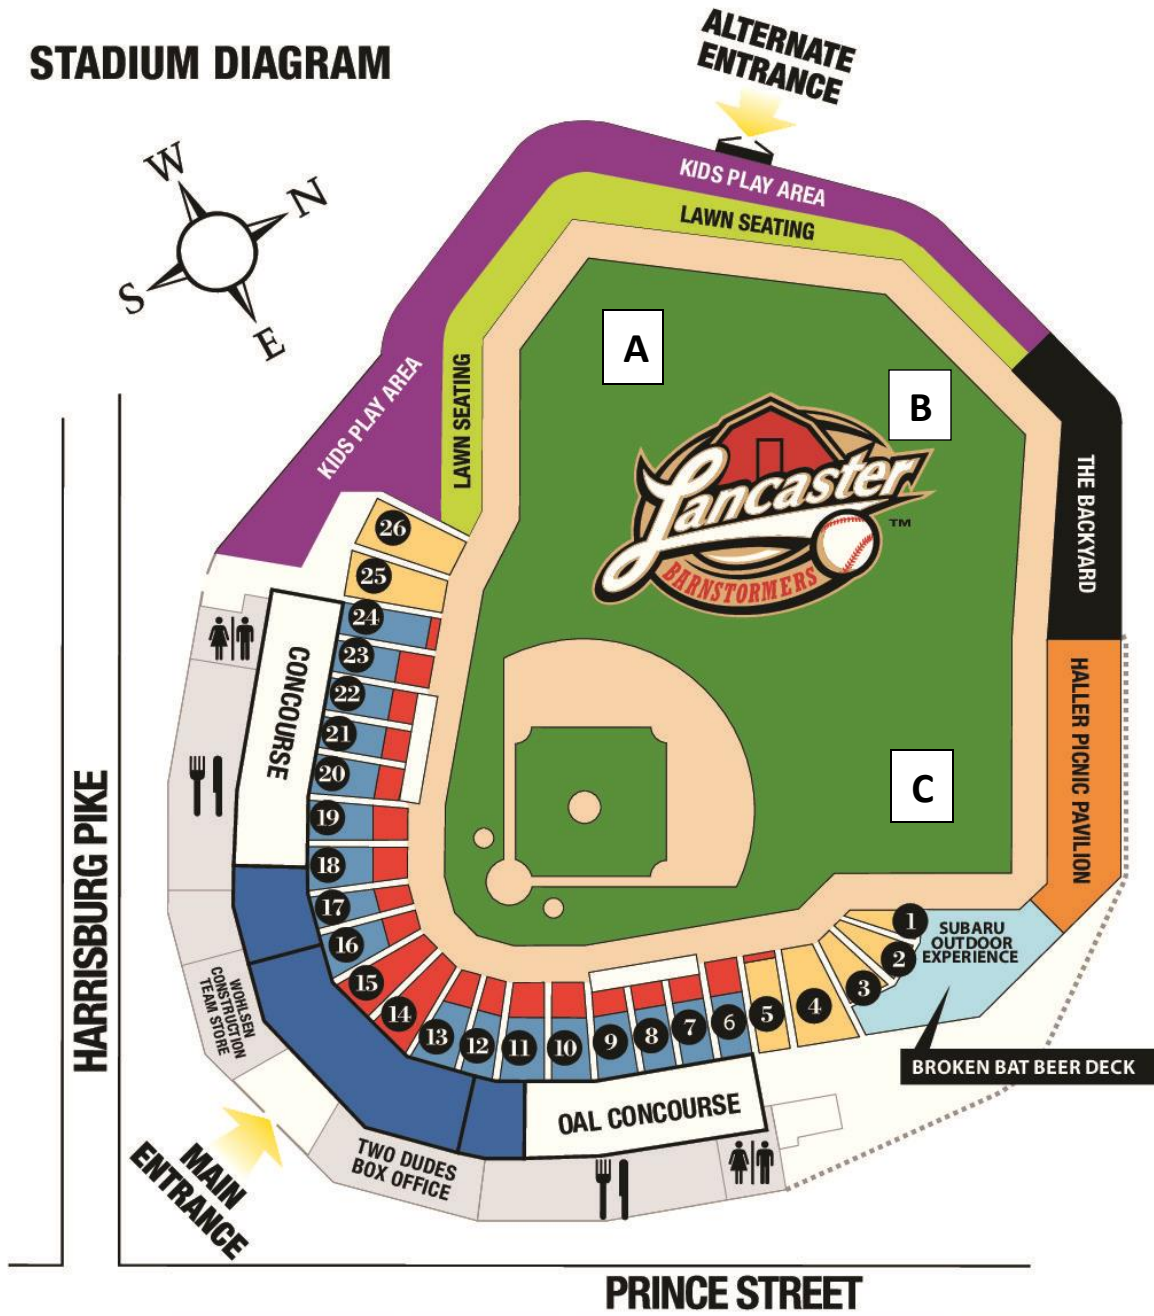 ALTERNATE
ENTRANCE
STADIUM DIAGRAM
W
N
S
E
KIDS PLAY AREA
LAWN SEATING
A
B
KIDS PLAY AREA
LAWN SEATING
Lancaster
TM
BARNSTORMERS
THE BACKYARD
26
25
24
23
22
21
20
19
18
17
16
15
14
13
12
11
10
9
8
7
6
5
4
3
2
1
CONCOURSE
C
HALLER PICNIC PAVILION
HARRISBURG PIKE
SUBARU
OUTDOOR
EXPERIENCE
WOHLSEN
CONSTRUCTION
TEAM STORE
BROKEN BAT BEER DECK
OAL CONCOURSE
MAIN
ENTRANCE
TWO DUDES
BOX OFFICE
PRINCE STREET